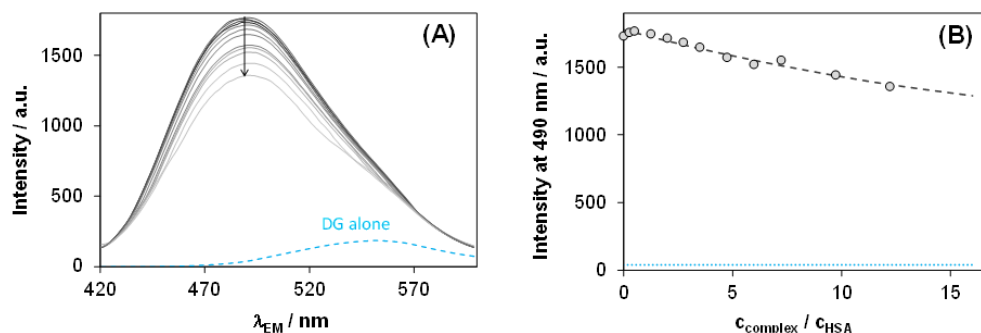 (A)
Intensity / a.u.
1500
1000
500
0
DG alone
420 470 520 570
λEM / nm
(B)
Intensity at 490 nm / a.u.
1500
1000
500
0
0 5 10 15
ccomplex / cHSA